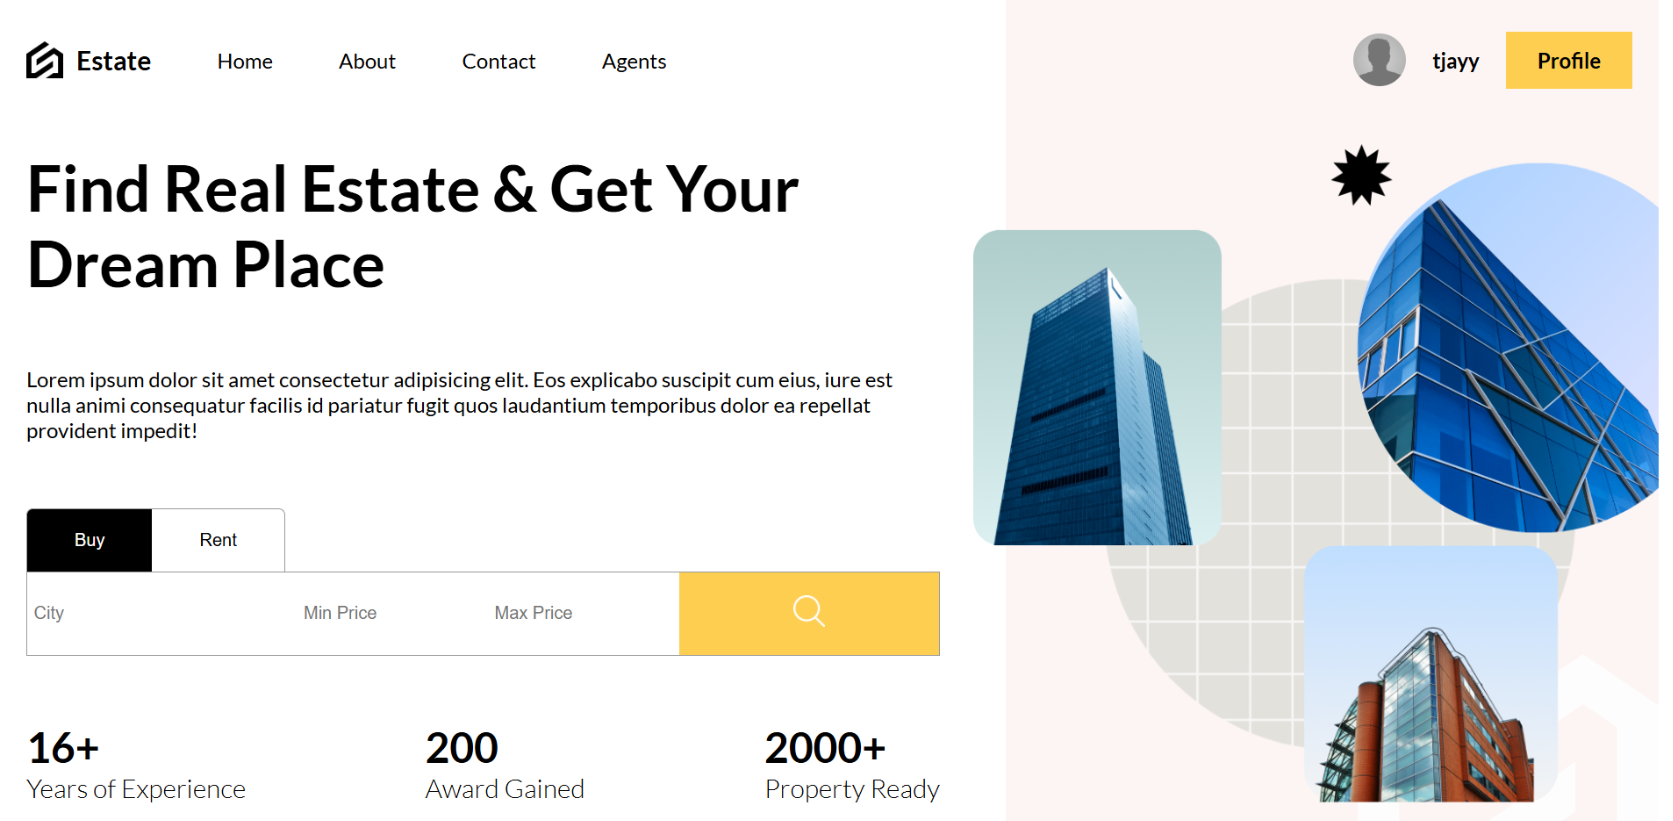 Estate
Home
About
Contact
Agents
tjayy
Profile
Find Real Estate & Get Your
Dream Place
Lorem ipsum dolor sit amet consectetur adipisicing elit. Eos explicabo suscipit cum eius, iure est
nulla animi consequatur facilis id pariatur fugit quos laudantium temporibus dolor ea repellat
provident impedit!
Buy
Rent
City
Min Price
Max Price
16+
Years of Experience
200
Award Gained
2000+
Property Ready